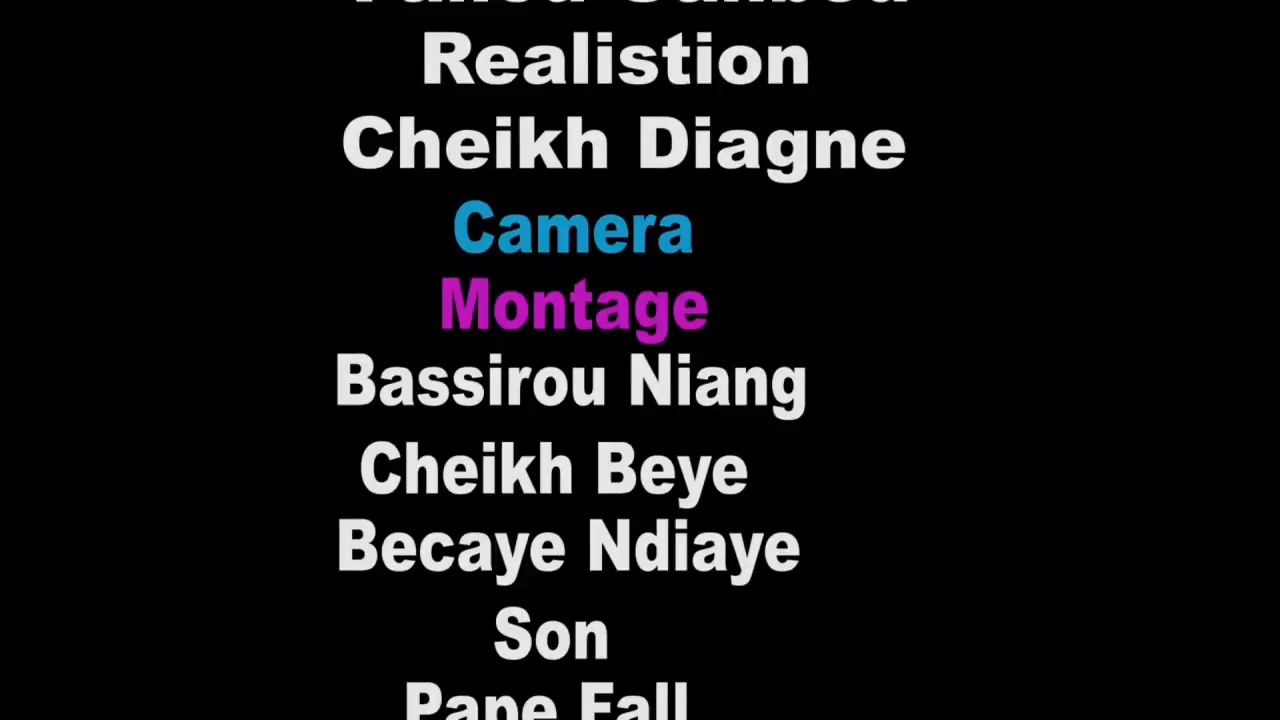 Realistion
Cheikh Diagne
Camera
Montage
Bassirou Niang
Cheikh Beye
Becaye Ndiaye
Son
Pape Fall